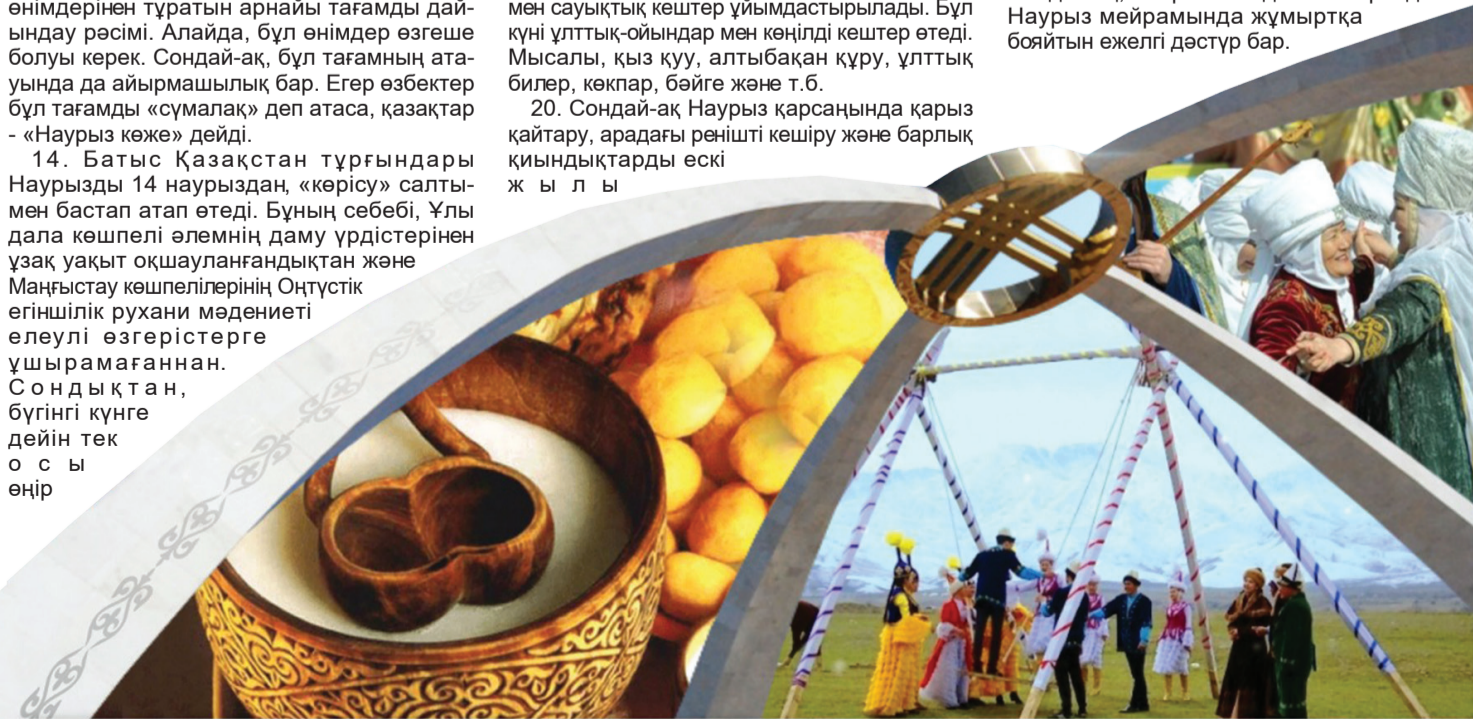 өнімдерінен тұратын арнайы тағамды дай-
ындау рәсімі. Алайда, бұл өнімдер өзгеше
болуы керек. Сондай-ақ, бұл тағамның ата-
уында да айырмашылық бар. Егер өзбектер
бұл тағамды «сүмалақ» деп атаса, қазақтар
- «Наурыз көже» дейді.
14. Батыс Қазақстан тұрғындары
Наурызды 14 наурыздан, «көрісу» салты-
мен бастап атап өтеді. Бұның себебі, Ұлы
дала көшпелі әлемнің даму үрдістерінен
ұзақ уақыт оқшауланғандықтан және
Маңғыстау көшпелілерінің Оңтүстік
егіншілік рухани мәдениеті
елеулі өзгерістерге
ұшырамағаннан.
Сондықтан,
бүгінгі күнге
дейін тек
о с ы
өңір
мен сауықтық кештер ұйымдастырылады. Бұл
күні ұлттық-ойындар мен көңілді кештер өтеді.
Мысалы, қыз қуу, алтыбақан құру, ұлттық
билер, көкпар, бәйге және т.б.
20. Сондай-ақ Наурыз қарсаңында қарыз
қайтару, арадағы ренішті кешіру және барлық
қиындықтарды ескі
ж ы л ы
Наурыз мейрамында жұмыртқа
бояйтын ежелгі дәстүр бар.